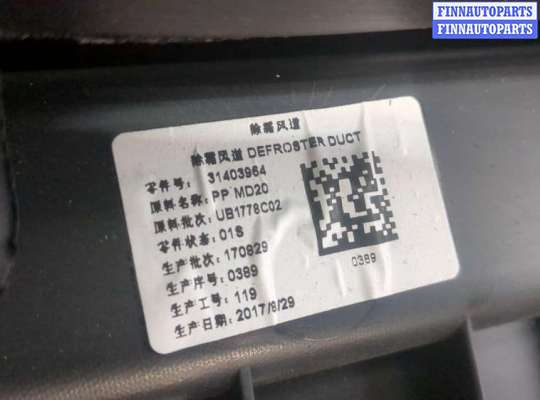 FINNAUTOPARTS
FINNAUTOPARTS
除霜风道
除霜风道 DEFROSTER DUCT
零件号: 31403964
原料名称: PP MD20
原料批次: UB1778C02
零件状态: 01S
生产批次: 170829
生产序号: 0389
生产工号: 119
生产日期: 2017/8/29
0389